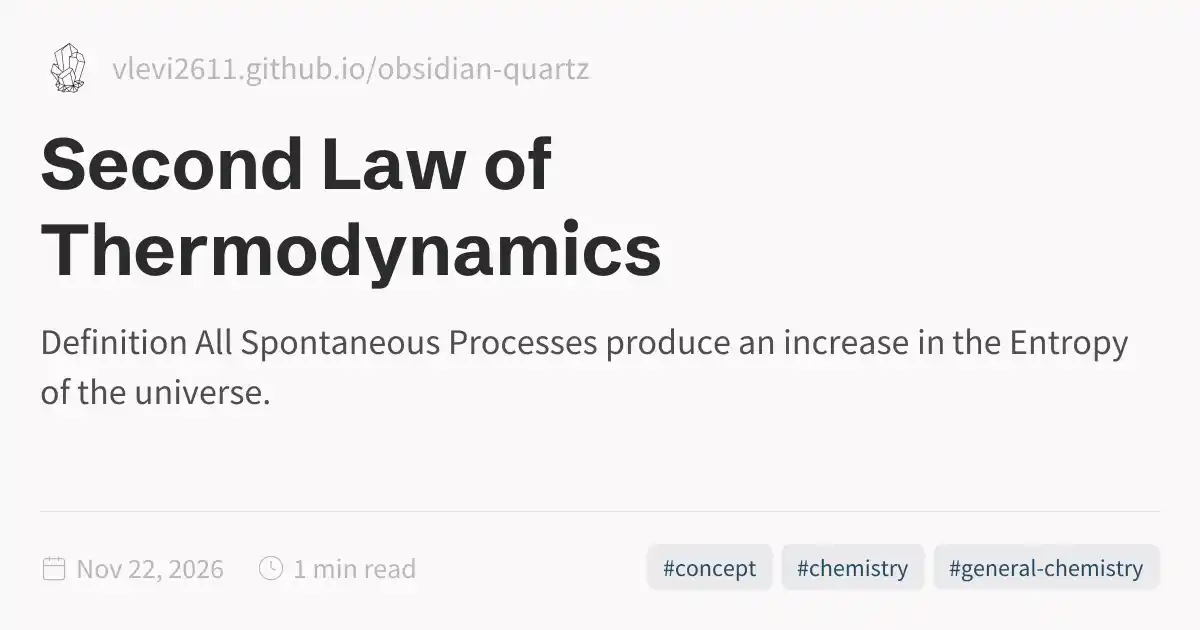 vlevi2611.github.io/obsidian-quartz
Second Law of
Thermodynamics
Definition All Spontaneous Processes produce an increase in the Entropy
of the universe.
Nov 22, 2026 1 min read #concept #chemistry #general-chemistry